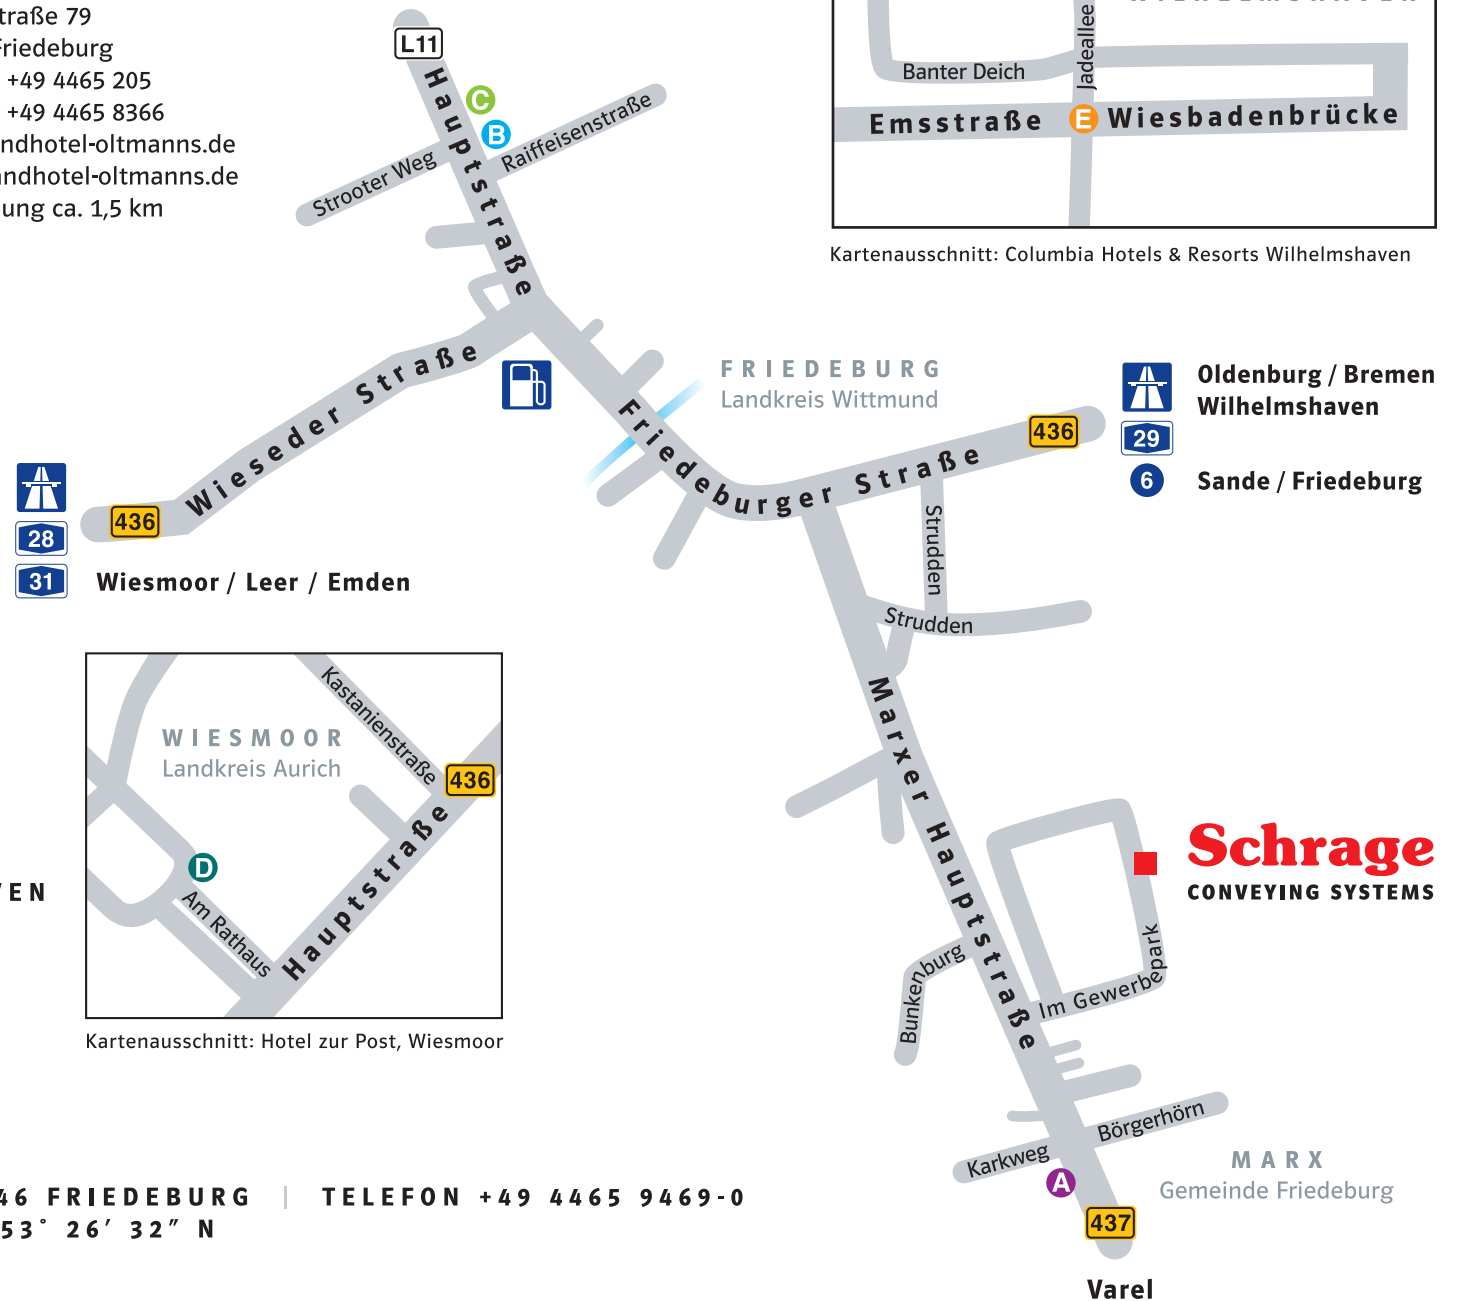 traße 79
Friedeburg
+49 4465 205
+49 4465 8366
ndhotel-oltmanns.de
andhotel-oltmanns.de
ung ca. 1,5 km
L11
Hauptstraße
C
B
Raiffeisenstraße
Strooter Weg
Banter Deich
Jadeallee
Emsstraße
E
Wiesbadenbrücke
Kartenausschnitt: Columbia Hotels & Resorts Wilhelmshaven
Wieseder Straße
436
28
31
Wiesmoor / Leer / Emden
FRIEDEBURG
Landkreis Wittmund
Friedeburger Straße
436
Oldenburg / Bremen
Wilhelmshaven
29
6
Sande / Friedeburg
Strudden
Strudden
Marxer Hauptstraße
WIESMOOR
Landkreis Aurich
Kastanienstraße
436
Hauptstraße
D
Am Rathaus
Kartenausschnitt: Hotel zur Post, Wiesmoor
VEN
Schrage
CONVEYING SYSTEMS
Bunkenburg
Im Gewerbepark
Börgerhörn
Karkweg
A
MARX
Gemeinde Friedeburg
437
Varel
46 FRIEDEBURG | TELEFON +49 4465 9469-0
53° 26′ 32″ N